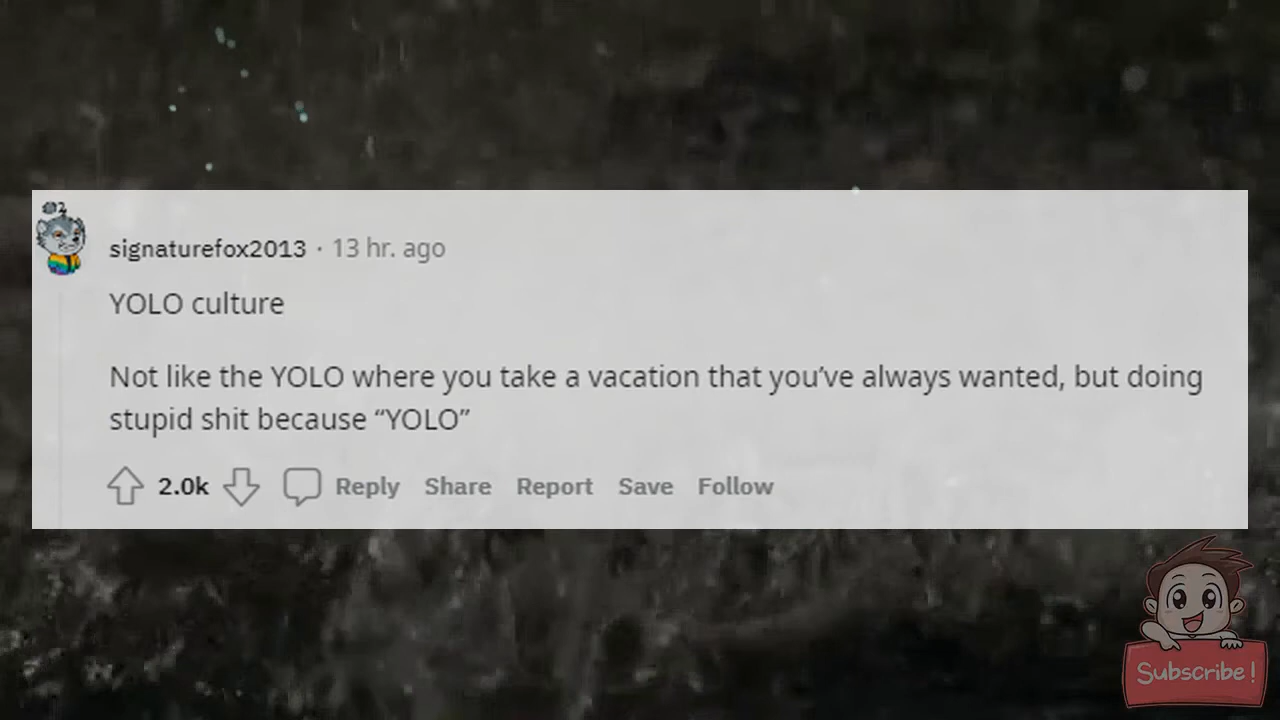 signaturefox2013 · 13 hr. ago
YOLO culture
Not like the YOLO where you take a vacation that you’ve always wanted, but doing
stupid shit because “YOLO”
2.0k Reply Share Report Save Follow
Subscribe!